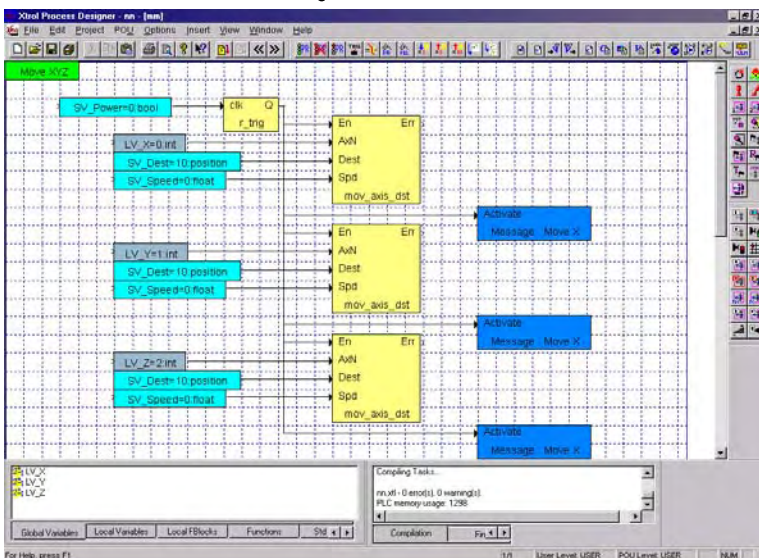 Xtrol Process Designer - nn - [mm]
File Edit Project POU Options Insert View Window Help
Move XYZ
SV_Power=0:bool
clk Q
r_trig
LV_X=0:int
SV_Dest=10:position
SV_Speed=0:float
En Err
AxN
Dest
Spd
mov_axis_dst
Activate
Message Move X
LV_Y=1:int
SV_Dest=10:position
SV_Speed=0:float
En Err
AxN
Dest
Spd
mov_axis_dst
Activate
Message Move X
LV_Z=2:int
SV_Dest=10:position
SV_Speed=0:float
En Err
AxN
Dest
Spd
mov_axis_dst
Activate
Message Move X
LV_X
LV_Y
LV_Z
Global Variables Local Variables Local FBlocks Functions Std
Compiling Tasks...
nn.xtl - 0 error(s), 0 warning(s).
PLC memory usage: 1298
Compilation Fin
For Help, press F1
1/1 User Level: USER POU Level: USER NUM